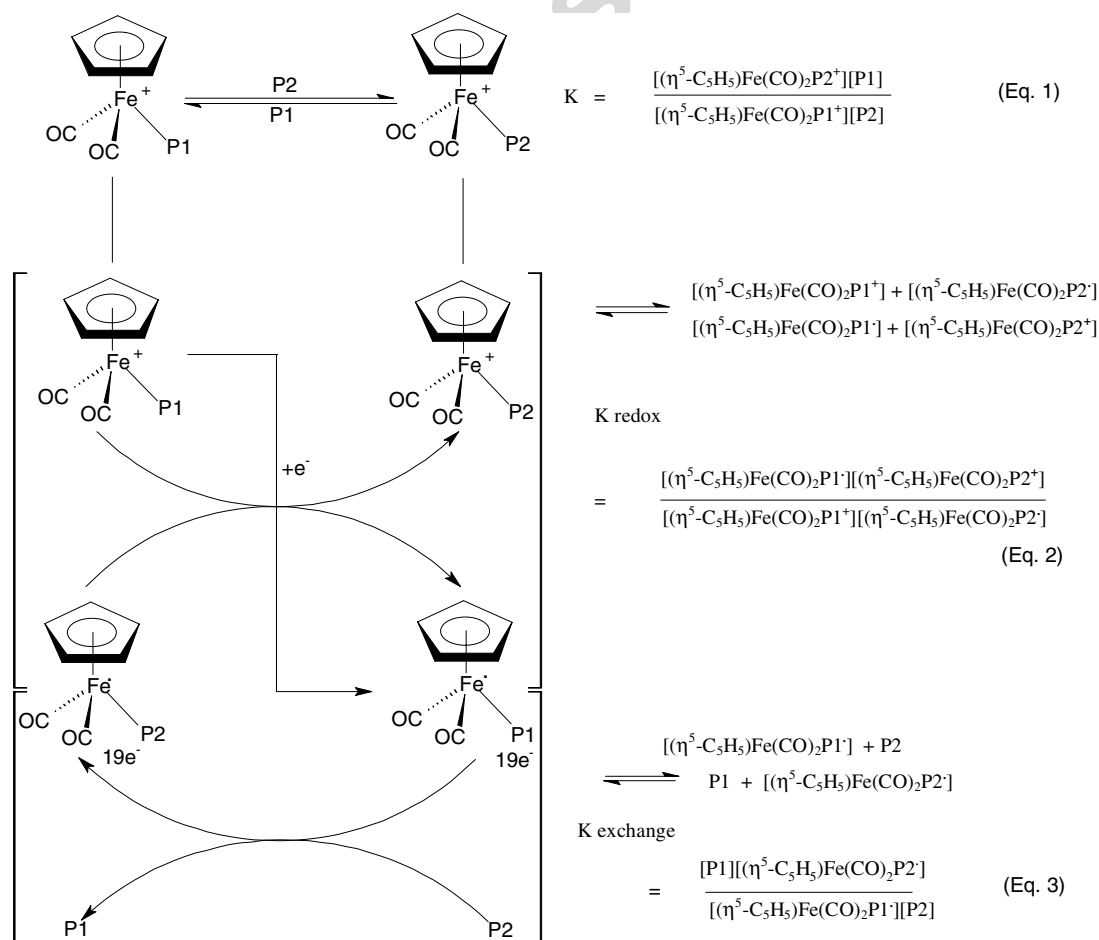 Fe+
OC
OC
P1
P2
P1
Fe+
OC
OC
P2
K = [(η⁵-C₅H₅)Fe(CO)₂P2⁺][P1]
[(η⁵-C₅H₅)Fe(CO)₂P1⁺][P2]
(Eq. 1)
Fe+
OC
OC
P1
Fe+
OC
OC
P2
+e⁻
[(η⁵-C₅H₅)Fe(CO)₂P1⁺] + [(η⁵-C₅H₅)Fe(CO)₂P2·]
[(η⁵-C₅H₅)Fe(CO)₂P1·] + [(η⁵-C₅H₅)Fe(CO)₂P2⁺]
K redox
= [(η⁵-C₅H₅)Fe(CO)₂P1·][(η⁵-C₅H₅)Fe(CO)₂P2⁺]
[(η⁵-C₅H₅)Fe(CO)₂P1⁺][(η⁵-C₅H₅)Fe(CO)₂P2·]
(Eq. 2)
Fe·
OC
OC
P2
19e⁻
Fe·
OC
OC
P1
19e⁻
[(η⁵-C₅H₅)Fe(CO)₂P1·] + P2
P1 + [(η⁵-C₅H₅)Fe(CO)₂P2·]
K exchange
= [P1][(η⁵-C₅H₅)Fe(CO)₂P2·]
[(η⁵-C₅H₅)Fe(CO)₂P1·][P2]
(Eq. 3)
P1
P2